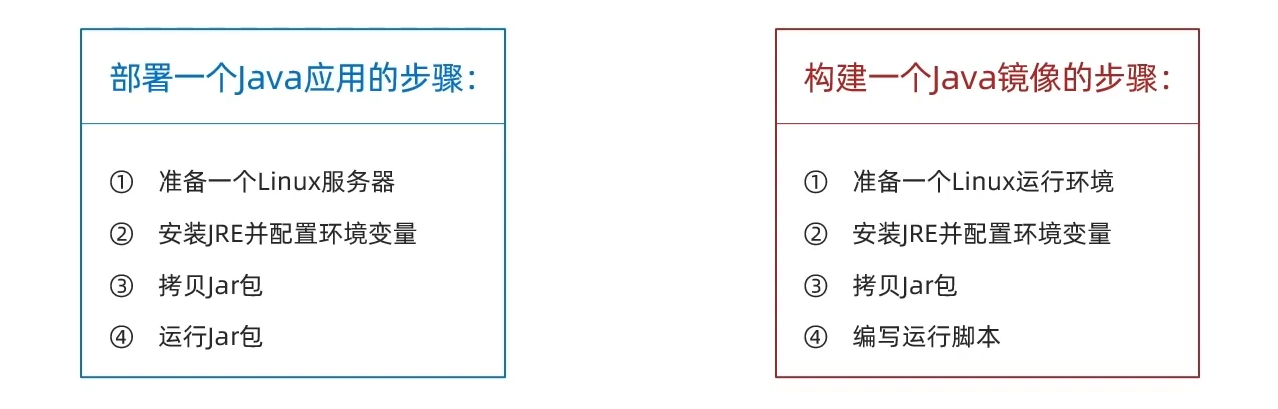 部署一个Java应用的步骤：
① 准备一个Linux服务器
② 安装JRE并配置环境变量
③ 拷贝Jar包
④ 运行Jar包
构建一个Java镜像的步骤：
① 准备一个Linux运行环境
② 安装JRE并配置环境变量
③ 拷贝Jar包
④ 编写运行脚本